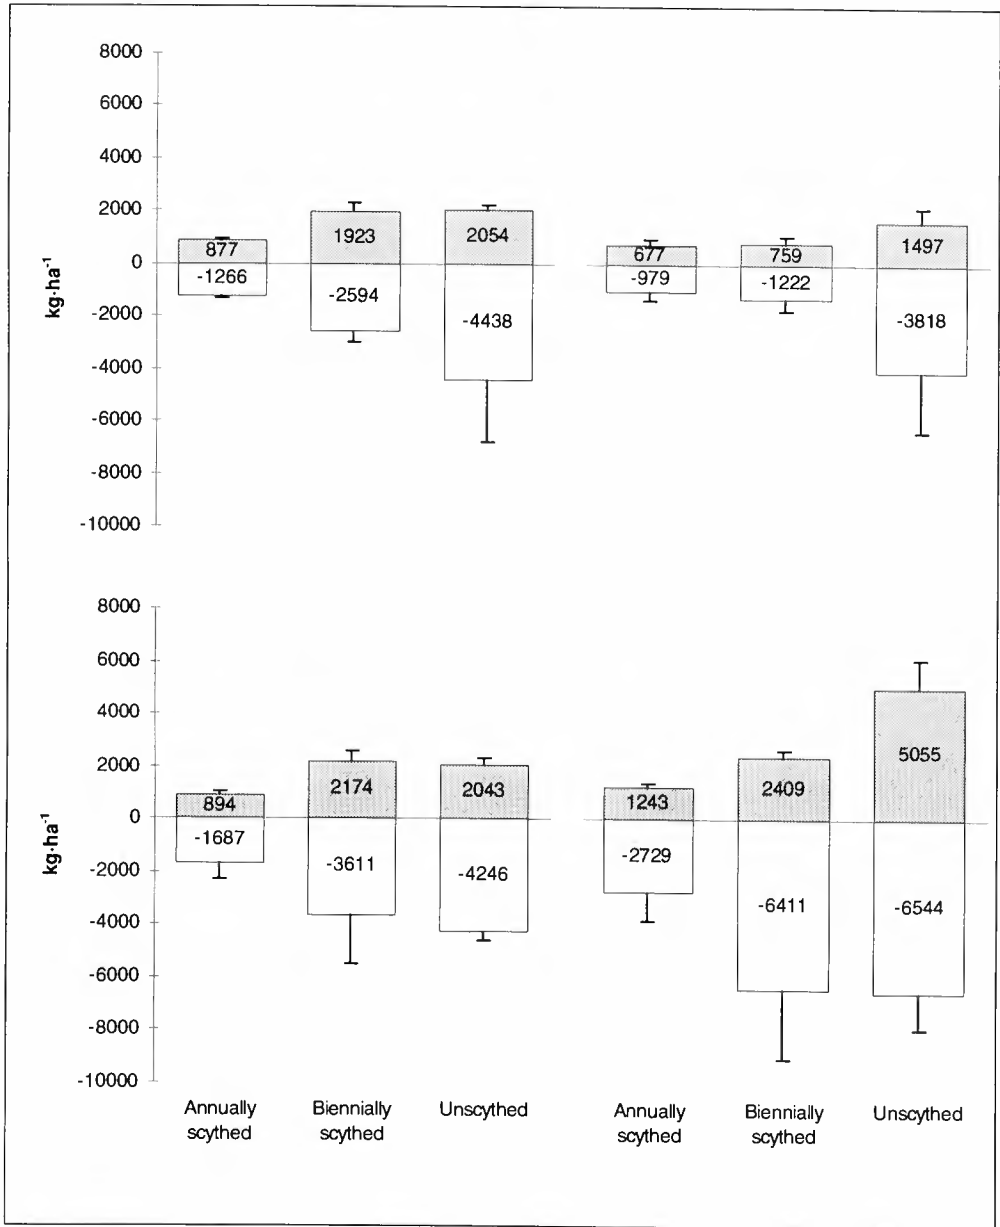 8000
6000
4000
2000
0
-2000
-4000
-6000
-8000
-10000
kg·ha⁻¹
877 1923 2054 677 759 1497
-1266 -2594 -4438 -979 -1222 -3818
8000
6000
4000
2000
0
-2000
-4000
-6000
-8000
-10000
kg·ha⁻¹
894 2174 2043 1243 2409 5055
-1687 -3611 -4246 -2729 -6411 -6544
Annually Biennially Unscythed Annually Biennially Unscythed
scythed scythed scythed scythed